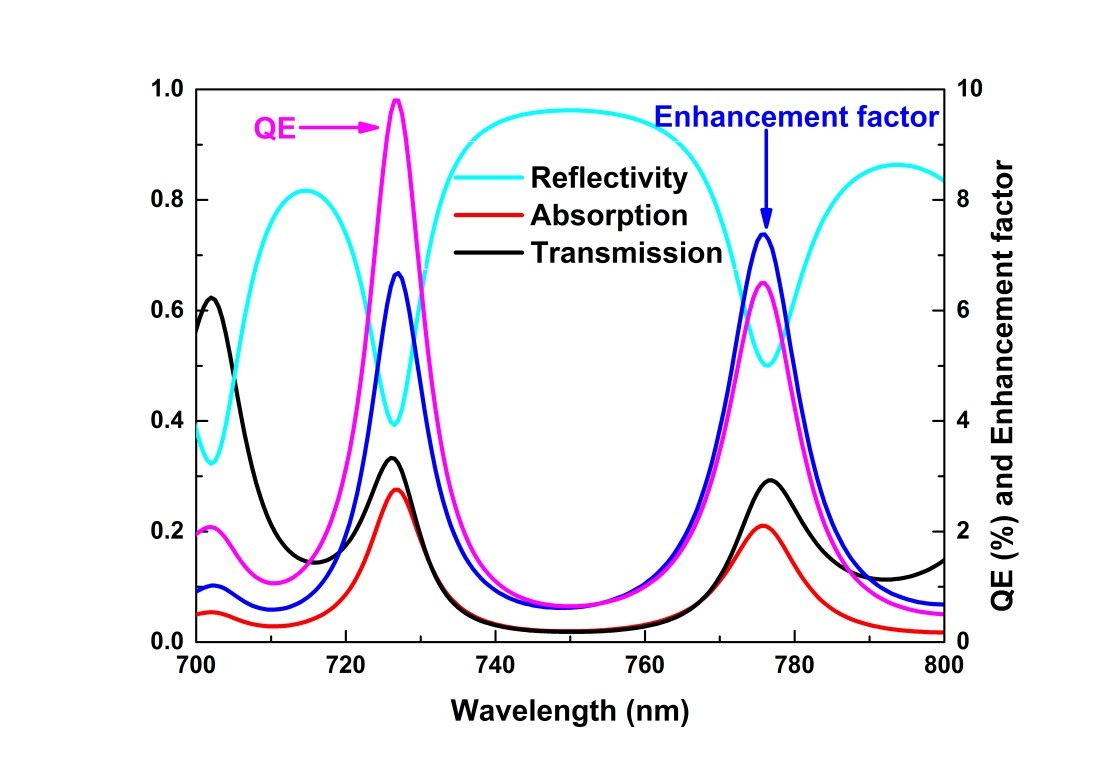 1.0
0.8
0.6
0.4
0.2
0.0
10
8
6
4
2
0
QE
Enhancement factor
Reflectivity
Absorption
Transmission
QE (%) and Enhancement factor
700 720 740 760 780 800
Wavelength (nm)